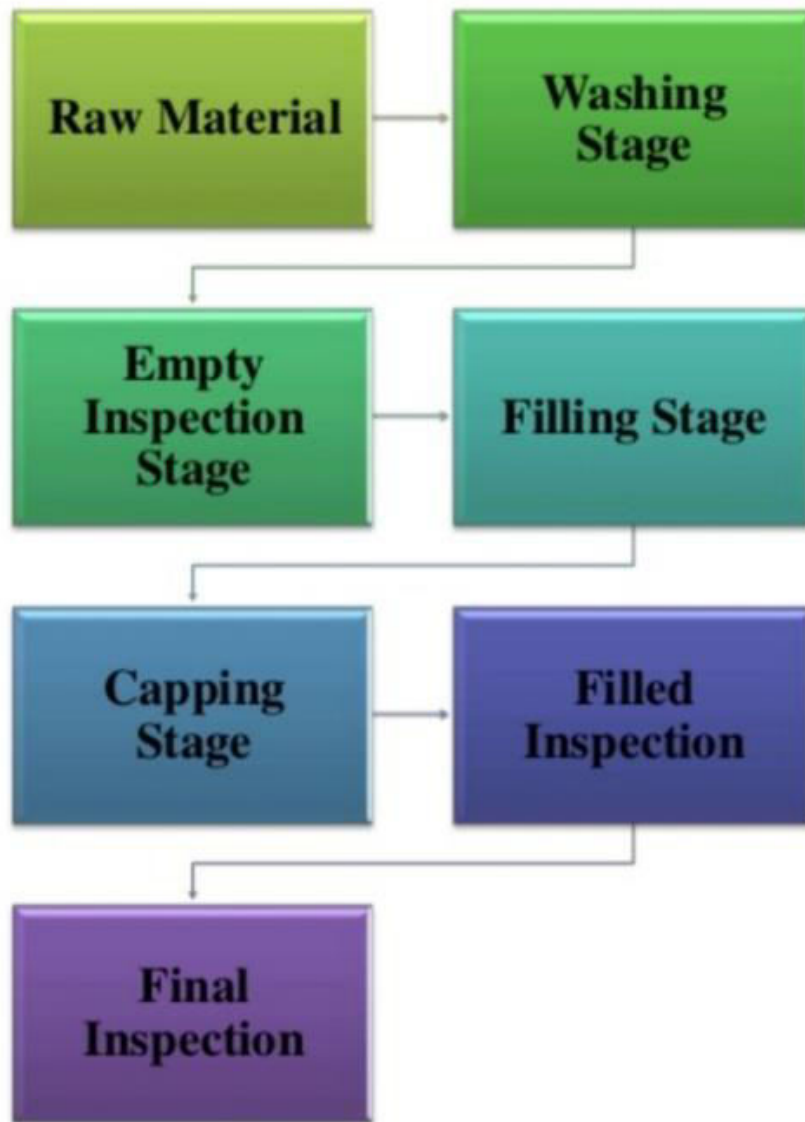 Raw Material
Washing
Stage
Empty
Inspection
Stage
Filling Stage
Capping
Stage
Filled
Inspection
Final
Inspection